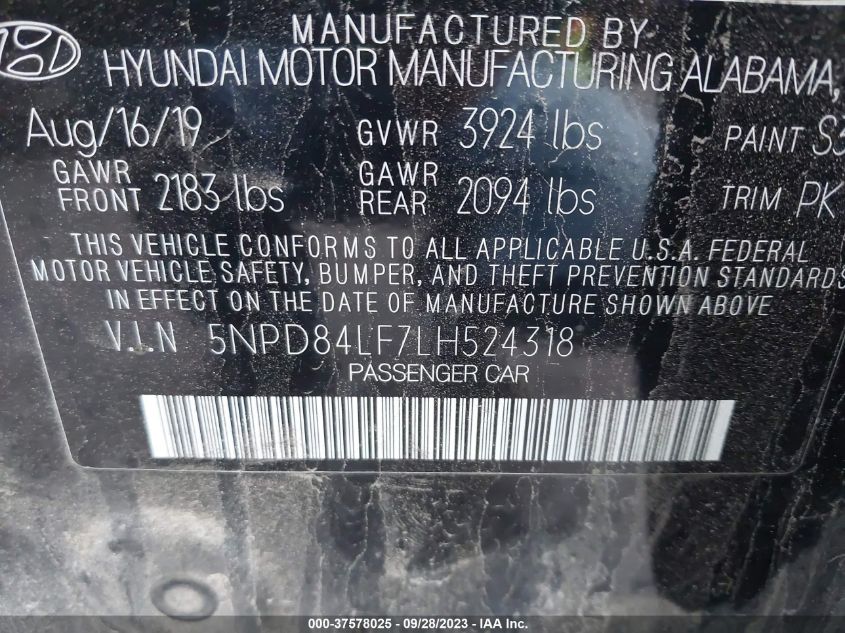 MANUFACTURED BY
HYUNDAI MOTOR MANUFACTURING ALABAMA,
Aug/16/19 GVWR 3924 lbs PAINT
GAWR FRONT 2183 lbs GAWR REAR 2094 lbs TRIM PK
THIS VEHICLE CONFORMS TO ALL APPLICABLE U.S.A. FEDERAL
MOTOR VEHICLE SAFETY, BUMPER, AND THEFT PREVENTION STANDARDS
IN EFFECT ON THE DATE OF MANUFACTURE SHOWN ABOVE
V.I.N 5NPD84LF7LH524318
PASSENGER CAR
000-37578025 - 09/28/2023 - IAA Inc.